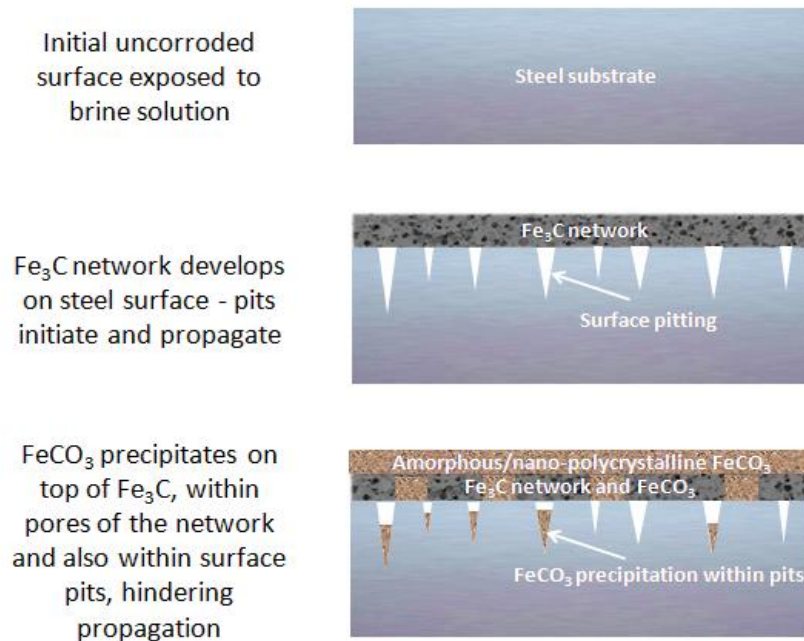 Initial uncorroded
surface exposed to
brine solution
Steel substrate
Fe₃C network develops
on steel surface - pits
initiate and propagate
Fe₃C network
Surface pitting
FeCO₃ precipitates on
top of Fe₃C, within
pores of the network
and also within surface
pits, hindering
propagation
Amorphous/nano-polycrystalline FeCO₃
Fe₃C network and FeCO₃
FeCO₃ precipitation within pits